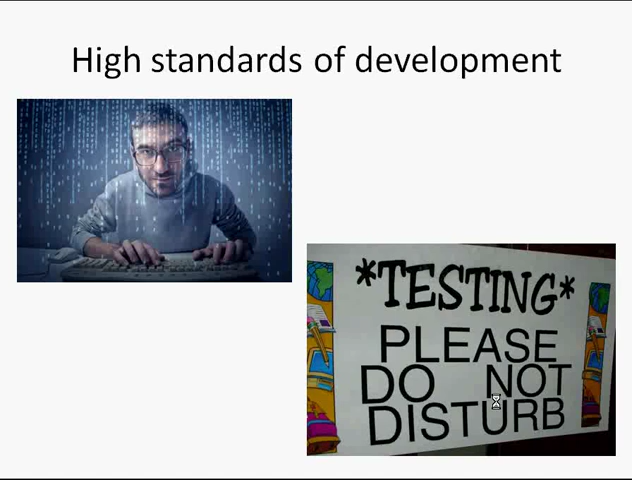 High standards of development
*TESTING*
PLEASE
DO NOT
DISTURB